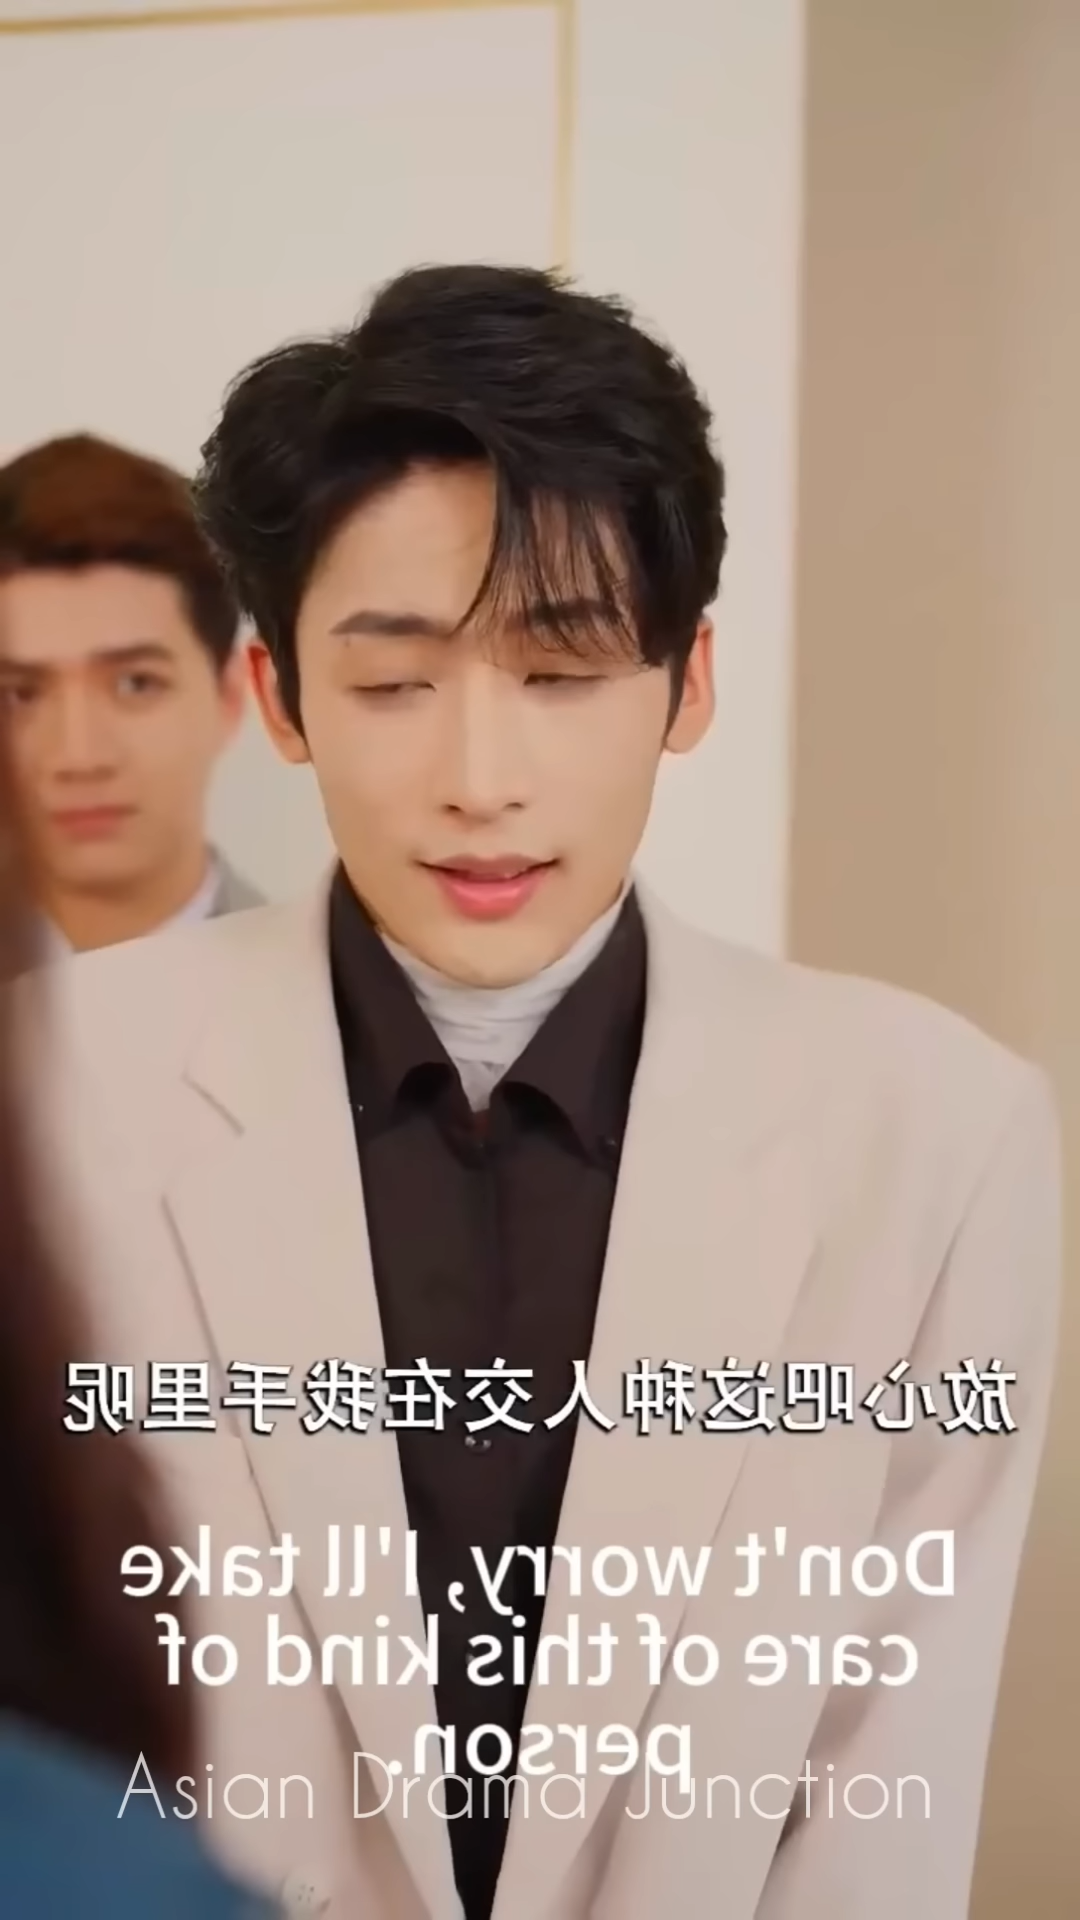 放心吧这种人交在我手里呢
Don't worry, I'll take
care of this kind of
person.
Asian Drama Junction